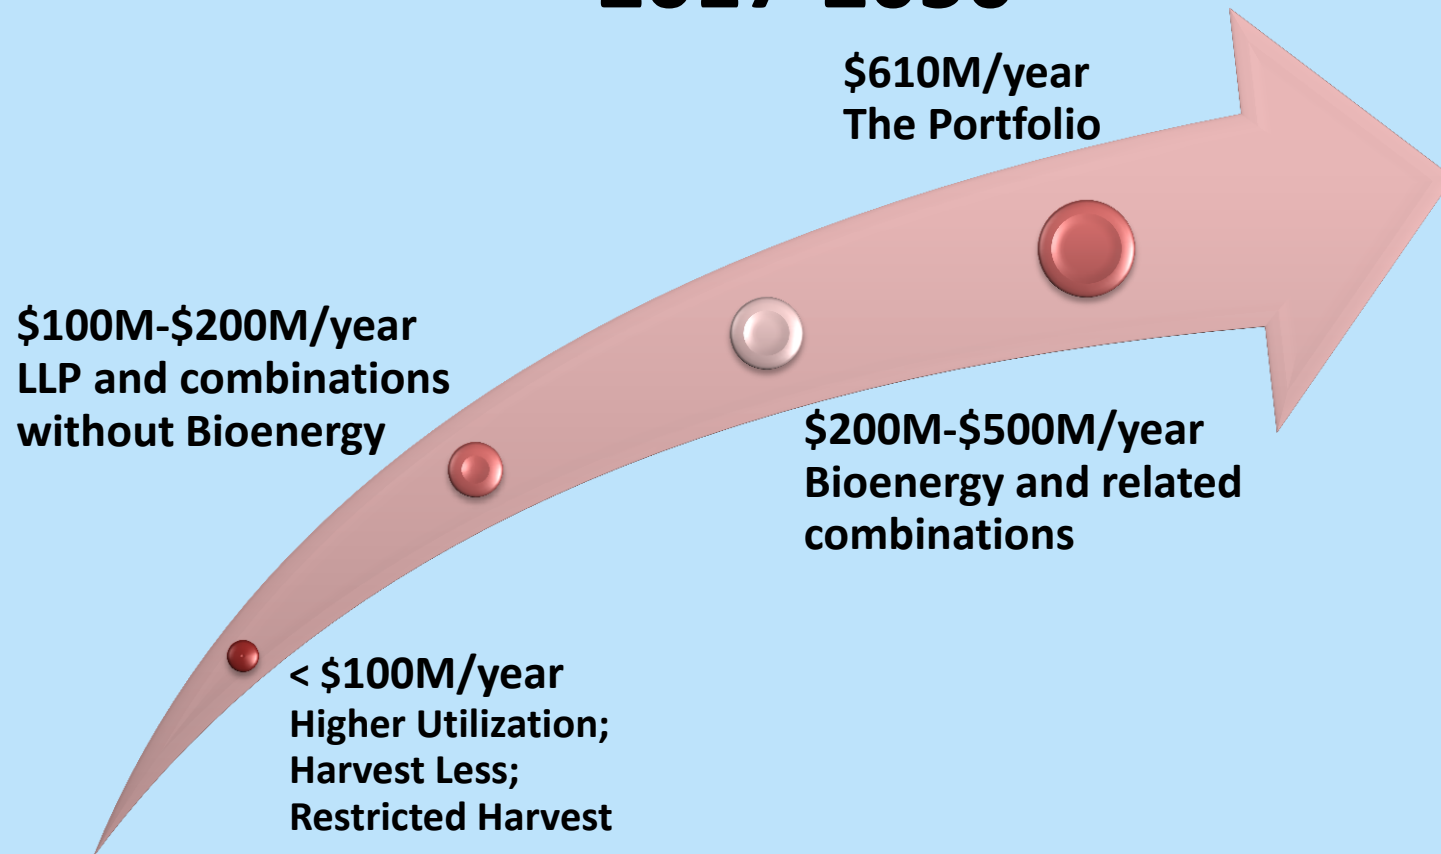 $610M/year
The Portfolio
$100M-$200M/year
LLP and combinations
without Bioenergy
$200M-$500M/year
Bioenergy and related
combinations
< $100M/year
Higher Utilization;
Harvest Less;
Restricted Harvest